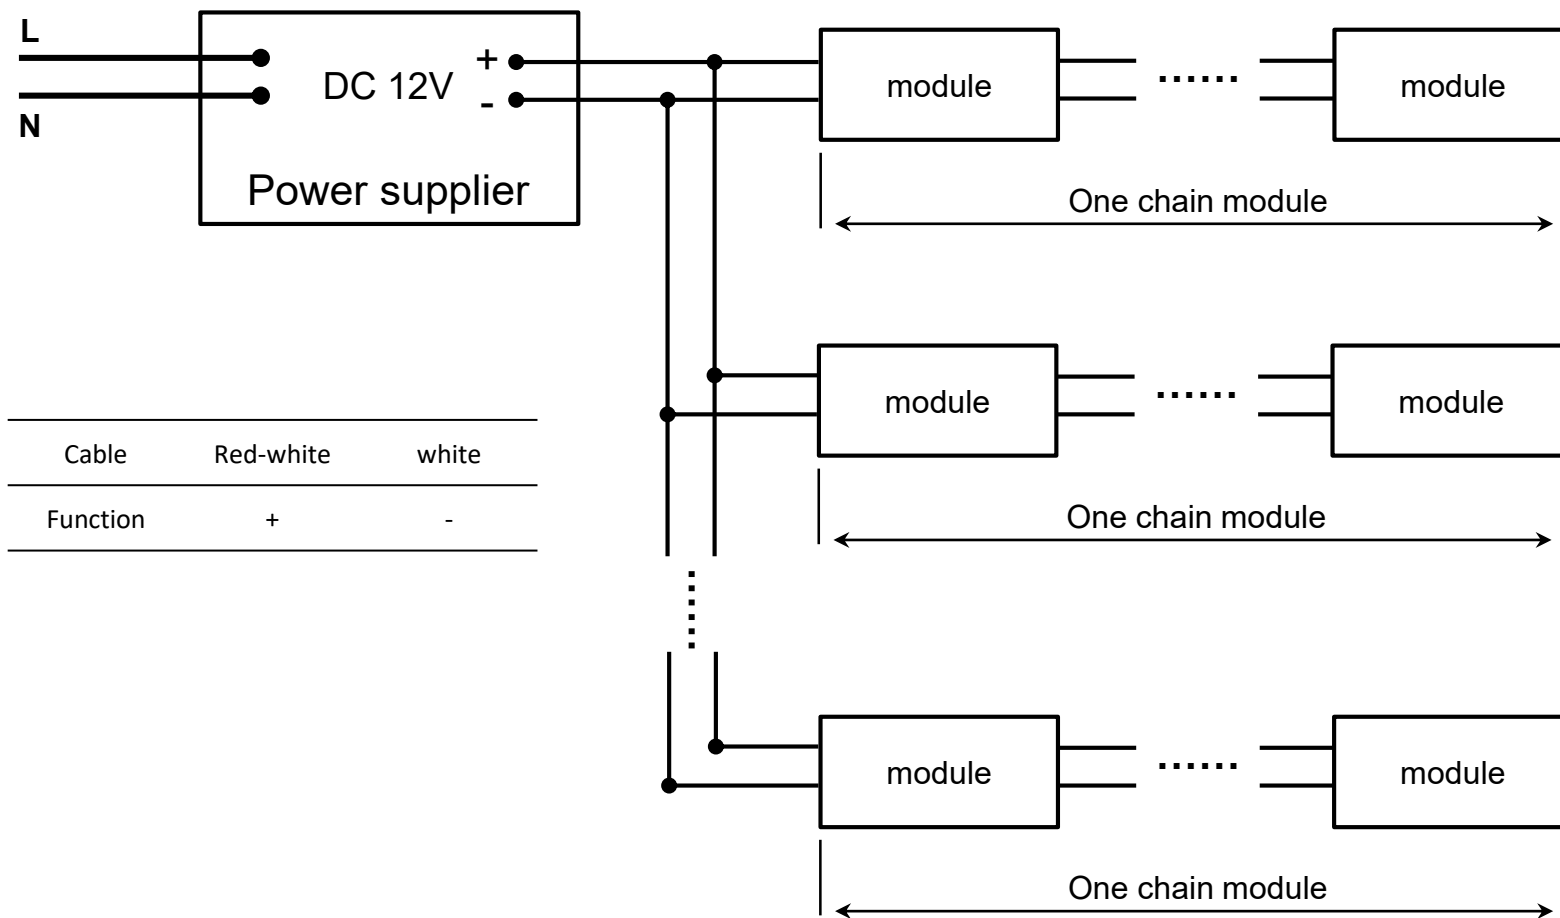 L
N
DC 12V
+
-
Power supplier
module
······
module
One chain module
module
······
module
One chain module
Cable Red-white white
Function + -
module
······
module
One chain module